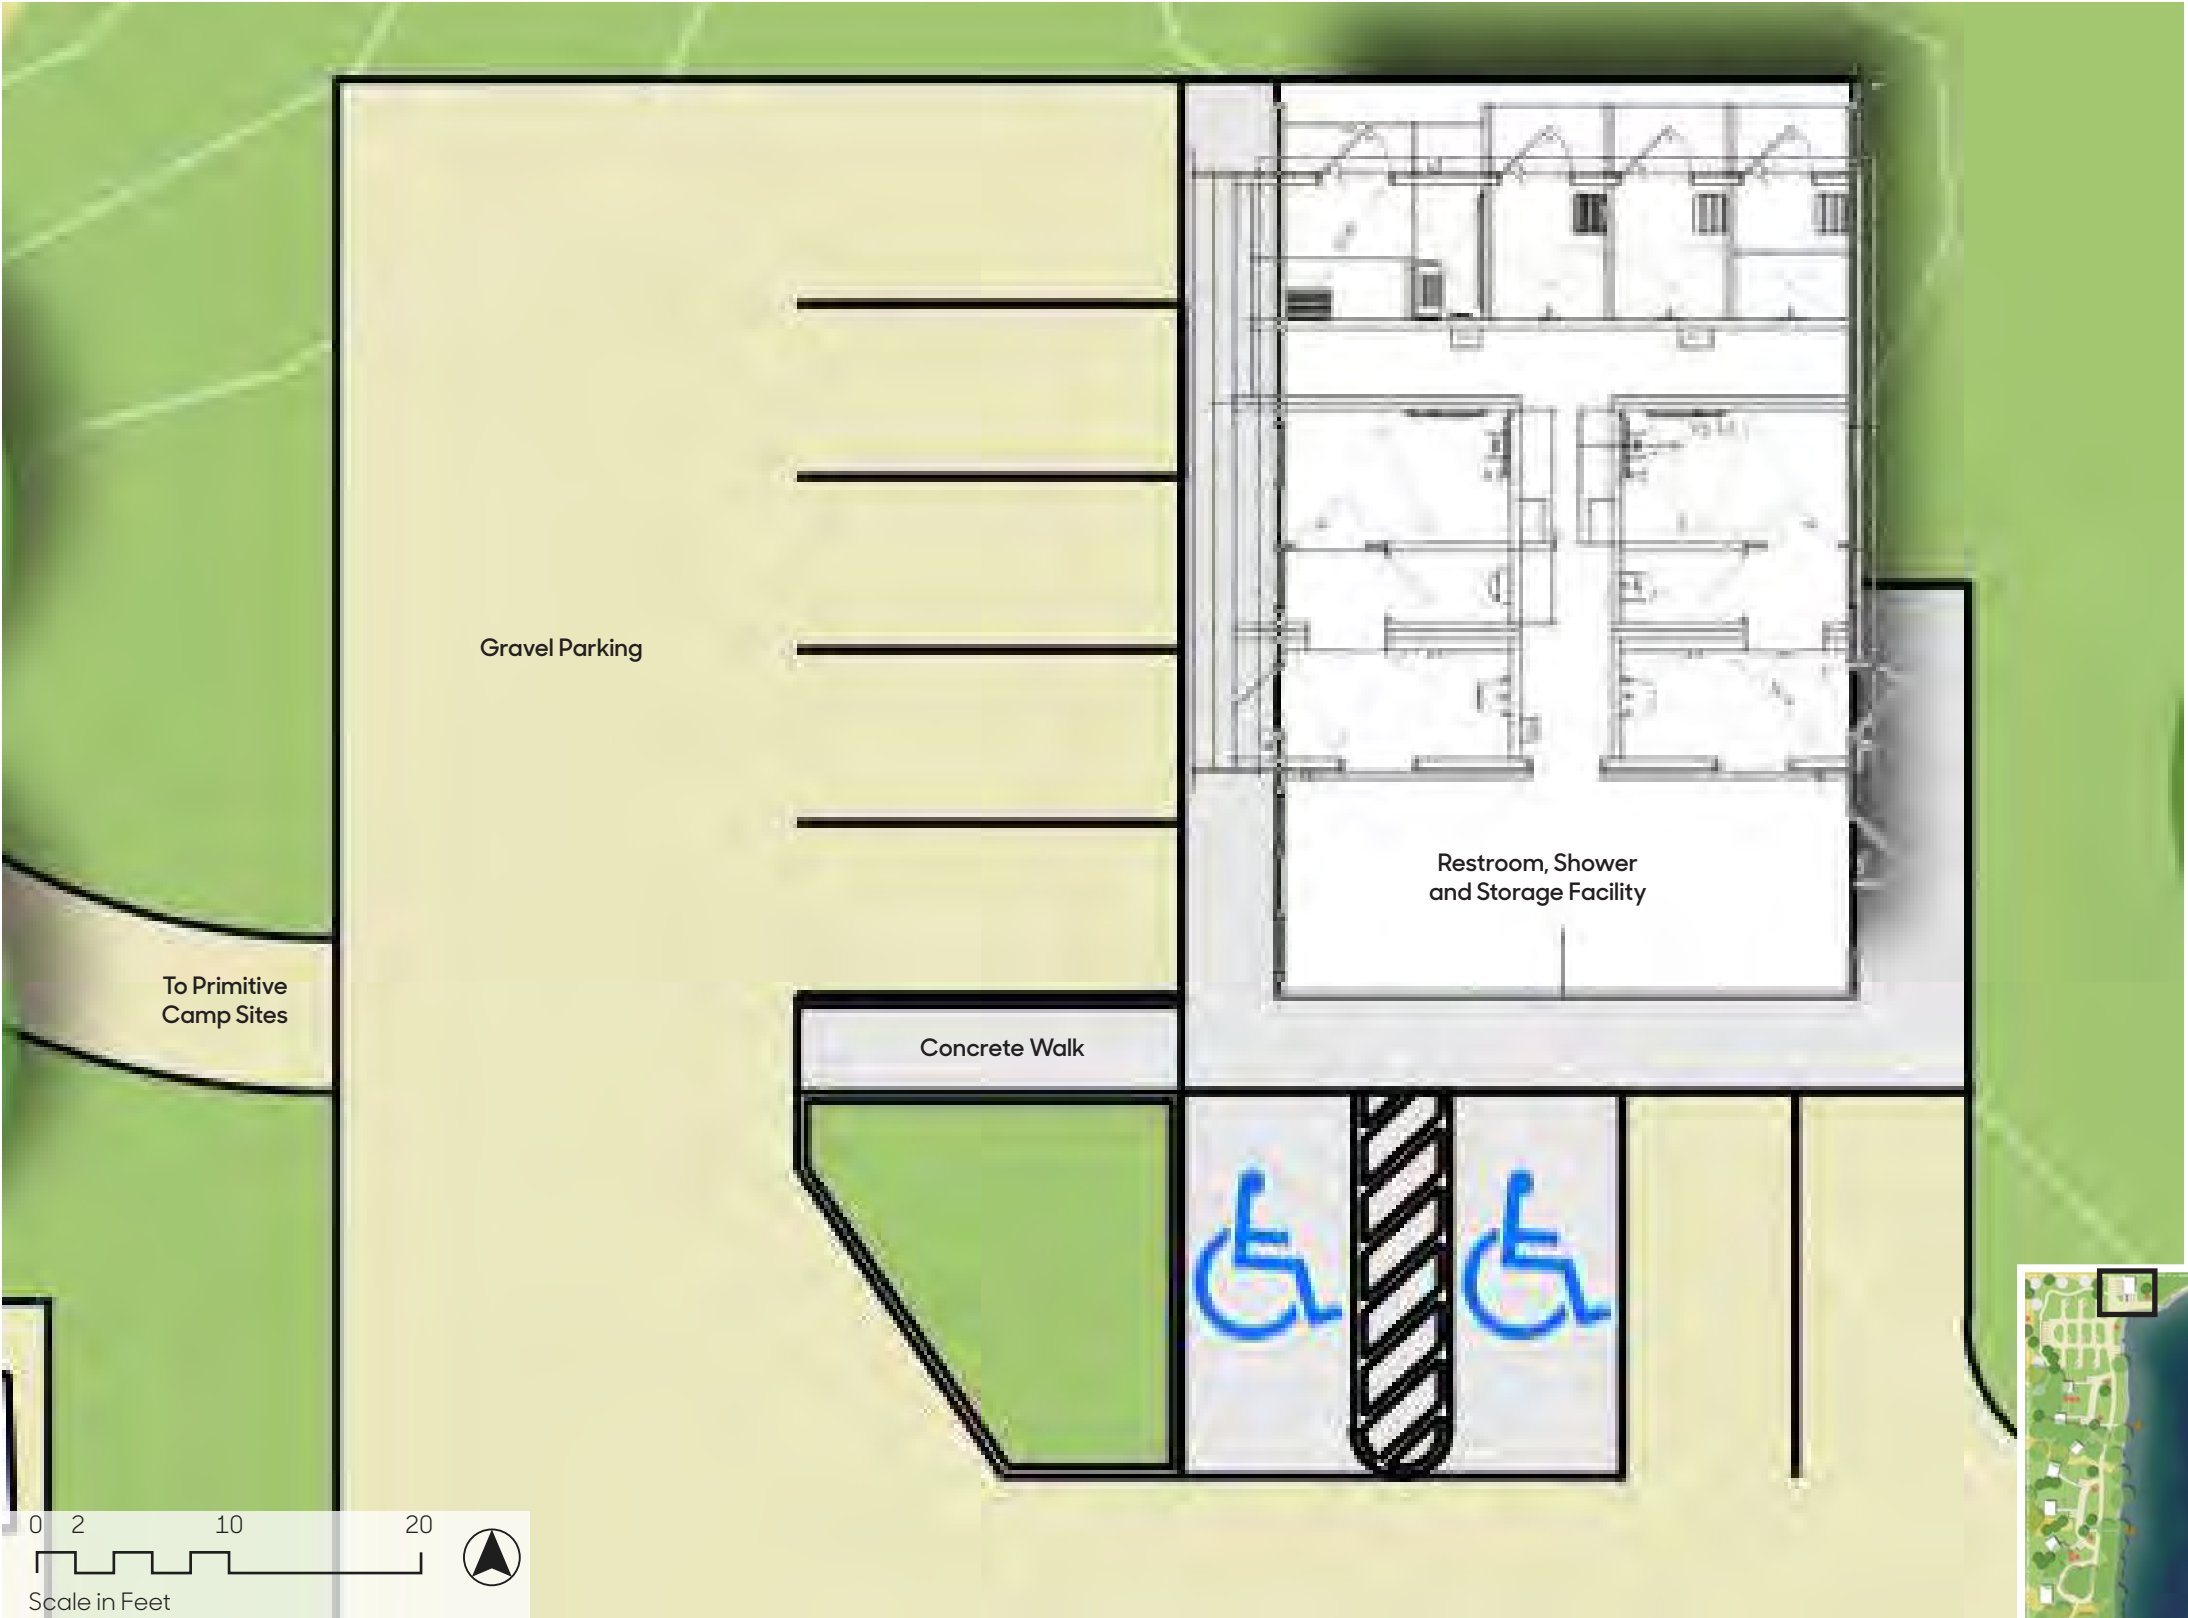 Gravel Parking
Restroom, Shower
and Storage Facility
To Primitive
Camp Sites
Concrete Walk
0 2 10 20
Scale in Feet